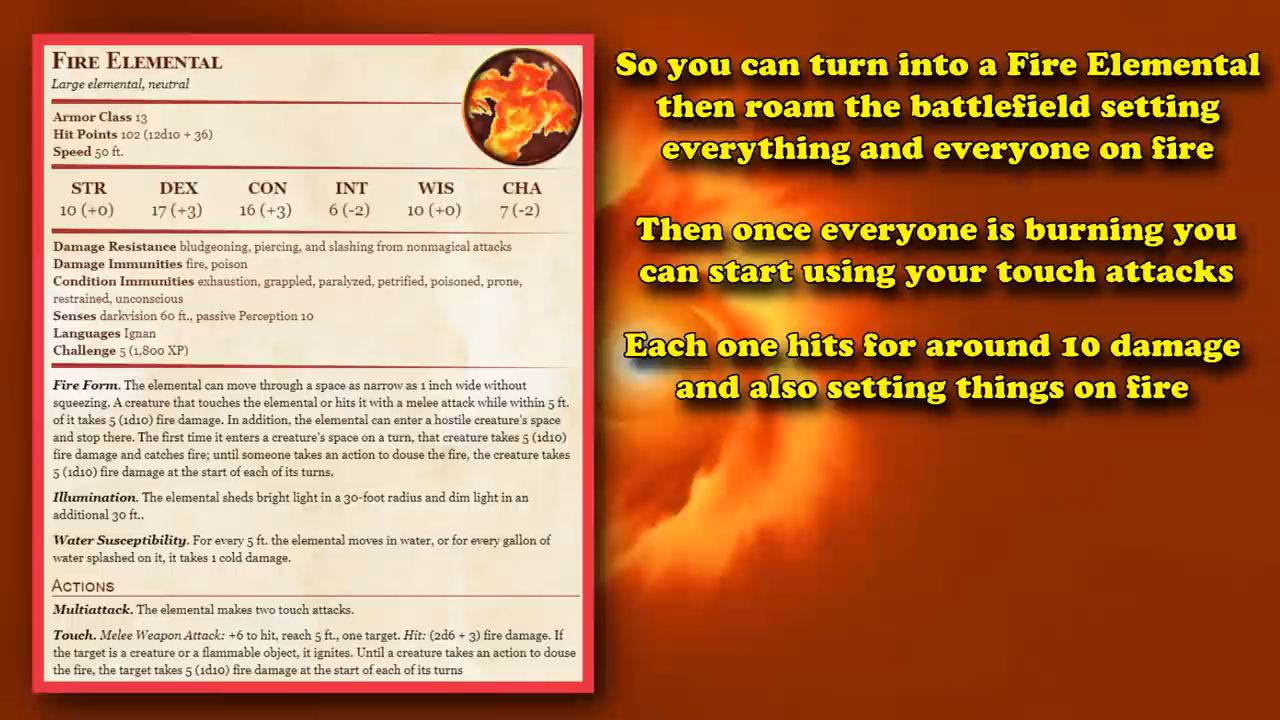 FIRE ELEMENTAL
Large elemental, neutral
Armor Class 13
Hit Points 102 (12d10 + 36)
Speed 50 ft.
STR DEX CON INT WIS CHA
10 (+0) 17 (+3) 16 (+3) 6 (-2) 10 (+0) 7 (-2)
Damage Resistance bludgeoning, piercing, and slashing from nonmagical attacks
Damage Immunities fire, poison
Condition Immunities exhaustion, grappled, paralyzed, petrified, poisoned, prone,
restrained, unconscious
Senses darkvision 60 ft., passive Perception 10
Languages Ignan
Challenge 5 (1,800 XP)
Fire Form. The elemental can move through a space as narrow as 1 inch wide without
squeezing. A creature that touches the elemental or hits it with a melee attack while within 5 ft.
of it takes 5 (1d10) fire damage. In addition, the elemental can enter a hostile creature's space
and stop there. The first time it enters a creature's space on a turn, that creature takes 5 (1d10)
fire damage and catches fire; until someone takes an action to douse the fire, the creature takes
5 (1d10) fire damage at the start of each of its turns.
Illumination. The elemental sheds bright light in a 30-foot radius and dim light in an
additional 30 ft..
Water Susceptibility. For every 5 ft. the elemental moves in water, or for every gallon of
water splashed on it, it takes 1 cold damage.
ACTIONS
Multiattack. The elemental makes two touch attacks.
Touch. Melee Weapon Attack: +6 to hit, reach 5 ft., one target. Hit: (2d6 + 3) fire damage. If
the target is a creature or a flammable object, it ignites. Until a creature takes an action to douse
the fire, the target takes 5 (1d10) fire damage at the start of each of its turns
So you can turn into a Fire Elemental
then roam the battlefield setting
everything and everyone on fire
Then once everyone is burning you
can start using your touch attacks
Each one hits for around 10 damage
and also setting things on fire